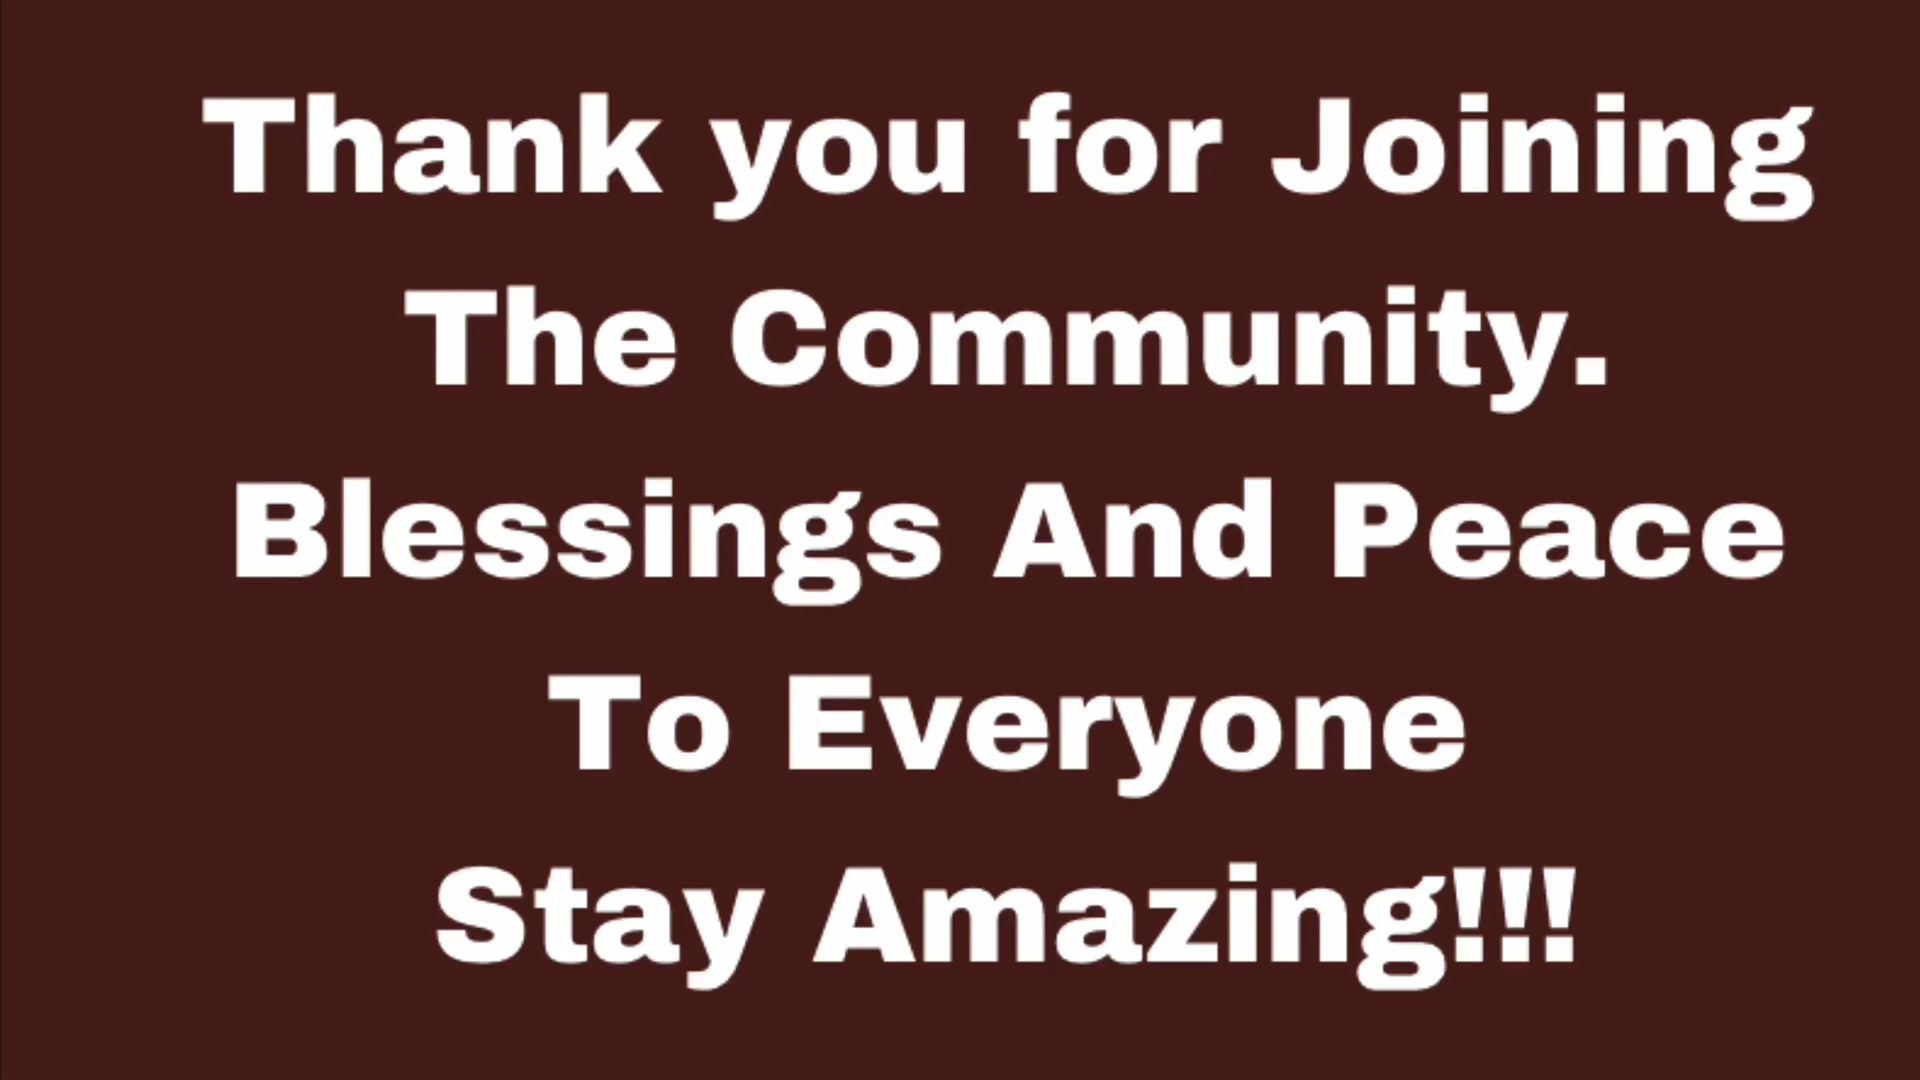 Thank you for Joining
The Community.
Blessings And Peace
To Everyone
Stay Amazing!!!